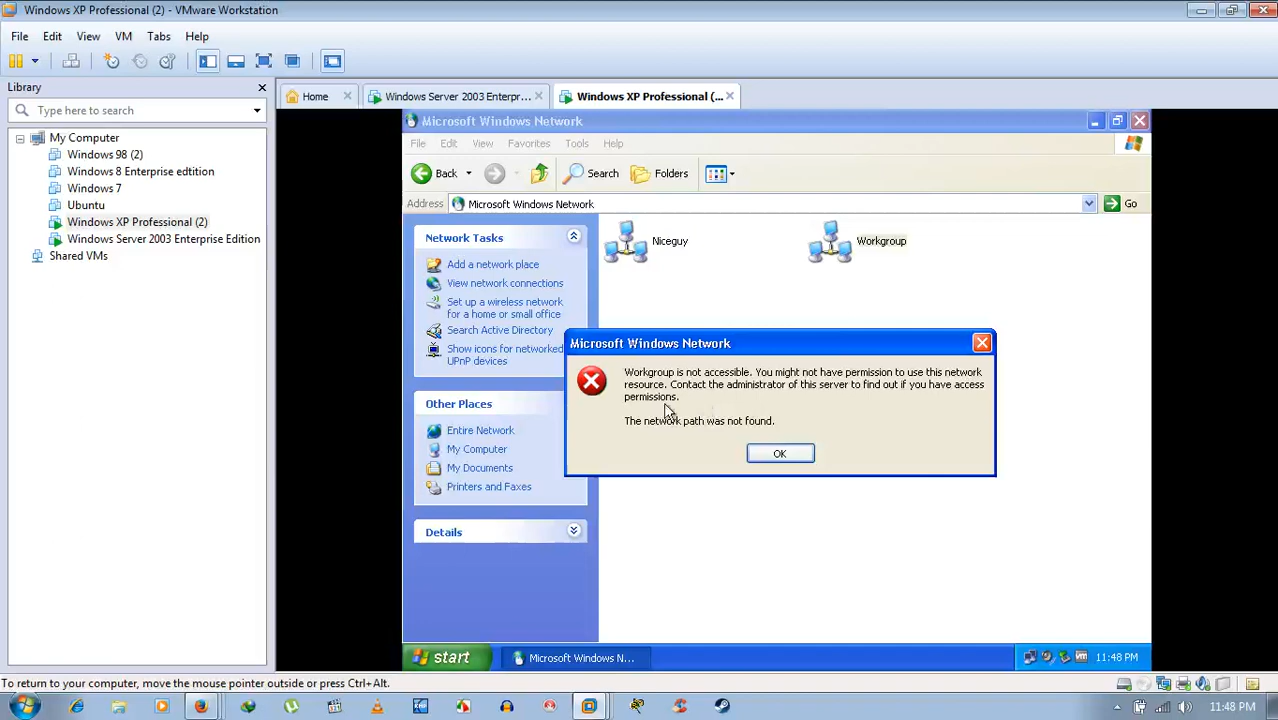 Windows XP Professional (2) - VMware Workstation
File Edit View VM Tabs Help
Library
Type here to search
My Computer
Windows 98 (2)
Windows 8 Enterprise edtition
Windows 7
Ubuntu
Windows XP Professional (2)
Windows Server 2003 Enterprise Edition
Shared VMs
Home
Windows Server 2003 Enterpr...
Windows XP Professional (...
Microsoft Windows Network
File Edit View Favorites Tools Help
Back Search Folders
Address Microsoft Windows Network Go
Network Tasks
Add a network place
View network connections
Set up a wireless network
for a home or small office
Search Active Directory
Show icons for networked
UPnP devices
Other Places
Entire Network
My Computer
My Documents
Printers and Faxes
Details
Niceguy
Workgroup
Microsoft Windows Network
Workgroup is not accessible. You might not have permission to use this network
resource. Contact the administrator of this server to find out if you have access
permissions.
The network path was not found.
OK
start
Microsoft Windows N...
11:48 PM
To return to your computer, move the mouse pointer outside or press Ctrl+Alt.
11:48 PM